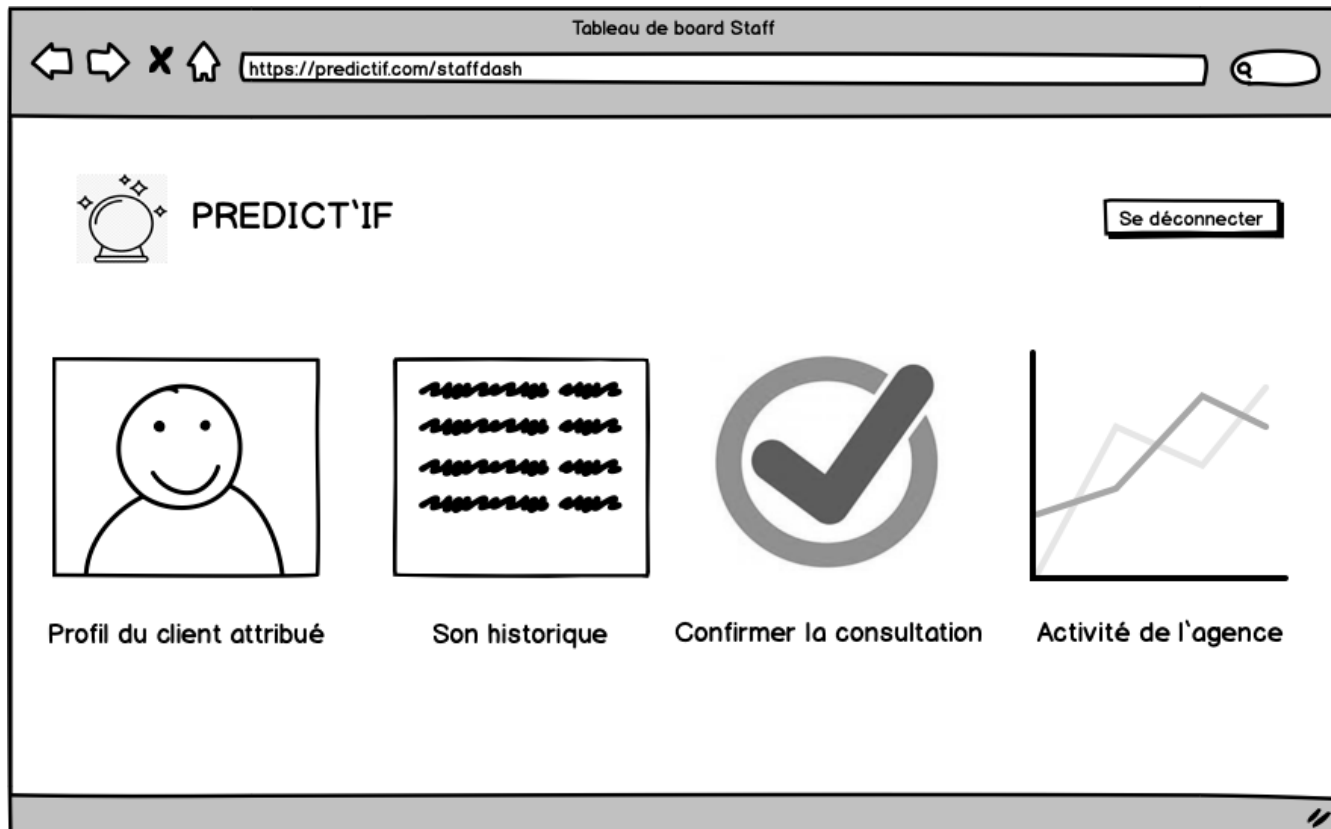 Tableau de board Staff
https://predictif.com/staffdash
PREDICT`IF
Se déconnecter
Profil du client attribué
Son historique
Confirmer la consultation
Activité de l`agence